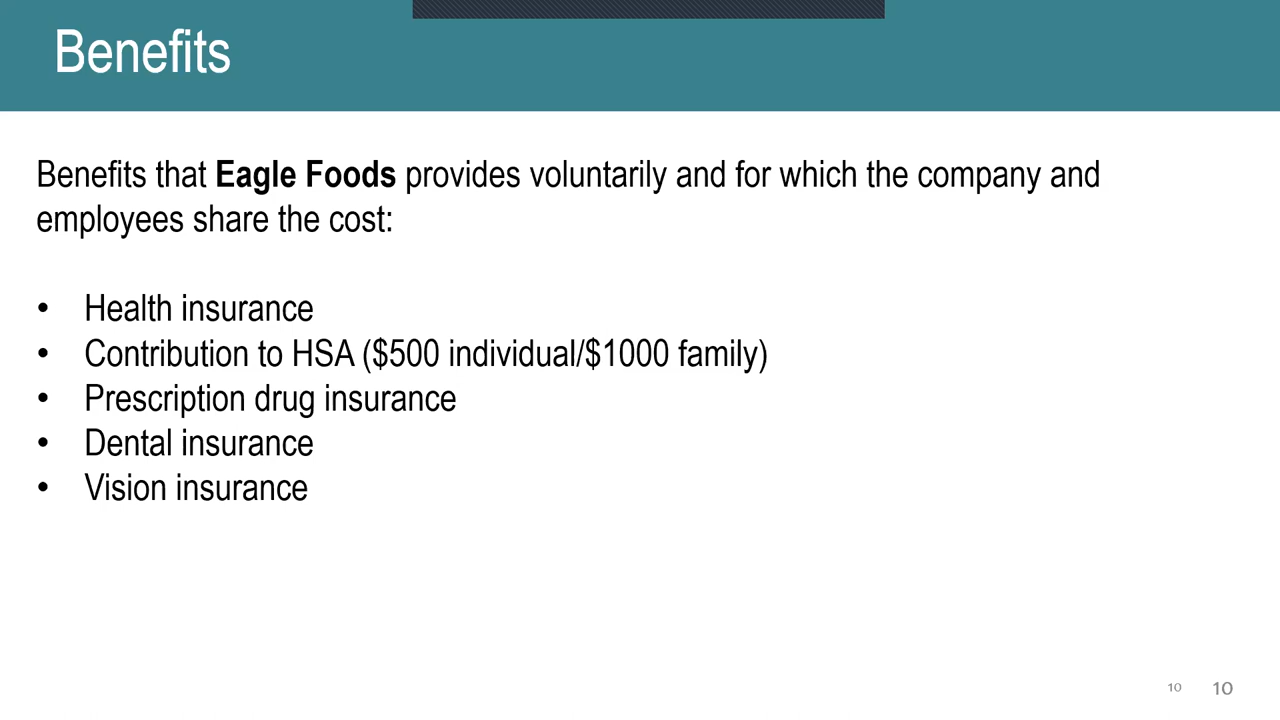 Benefits
Benefits that Eagle Foods provides voluntarily and for which the company and
employees share the cost:
• Health insurance
• Contribution to HSA ($500 individual/$1000 family)
• Prescription drug insurance
• Dental insurance
• Vision insurance
10 10